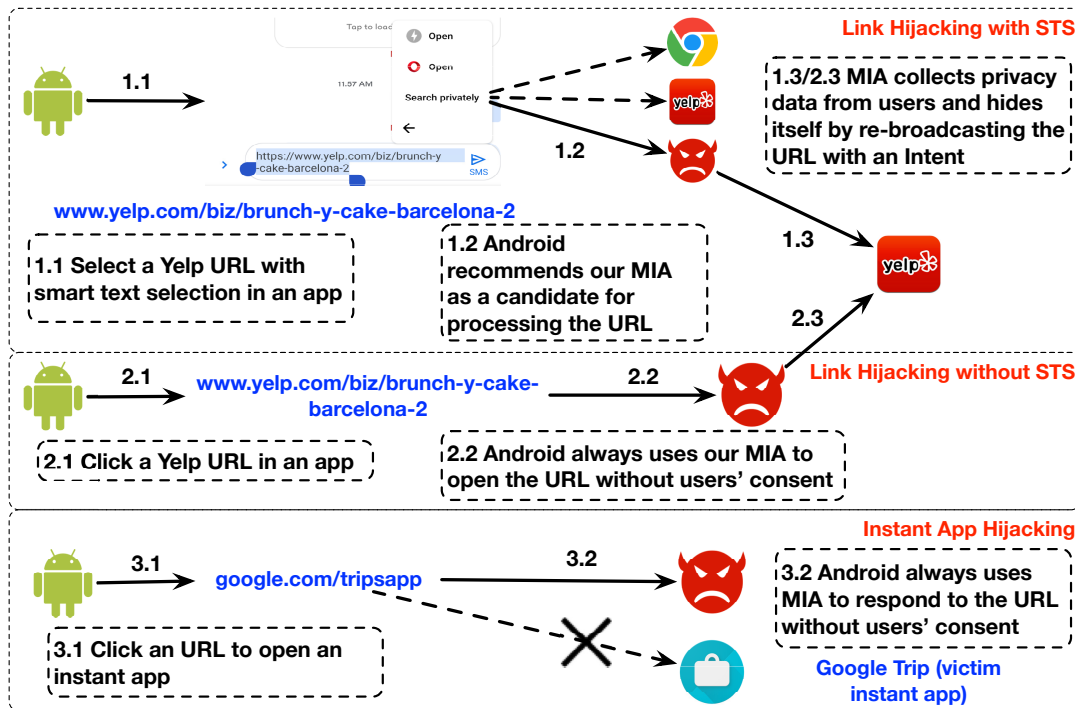 Link Hijacking with STS
1.1
Tap to load
Open
11:57 AM
Open
Search privately
https://www.yelp.com/biz/brunch-y
-cake-barcelona-2
SMS
yelp
1.2
1.3/2.3 MIA collects privacy
data from users and hides
itself by re-broadcasting the
URL with an Intent
www.yelp.com/biz/brunch-y-cake-barcelona-2
1.3
yelp
1.1 Select a Yelp URL with
smart text selection in an app
1.2 Android
recommends our MIA
as a candidate for
processing the URL
2.3
Link Hijacking without STS
2.1
www.yelp.com/biz/brunch-y-cake-
barcelona-2
2.2
2.1 Click a Yelp URL in an app
2.2 Android always uses our MIA to
open the URL without users’ consent
Instant App Hijacking
3.1
google.com/tripsapp
3.2
3.2 Android always uses
MIA to respond to the URL
without users’ consent
3.1 Click an URL to open an
instant app
Google Trip (victim
instant app)